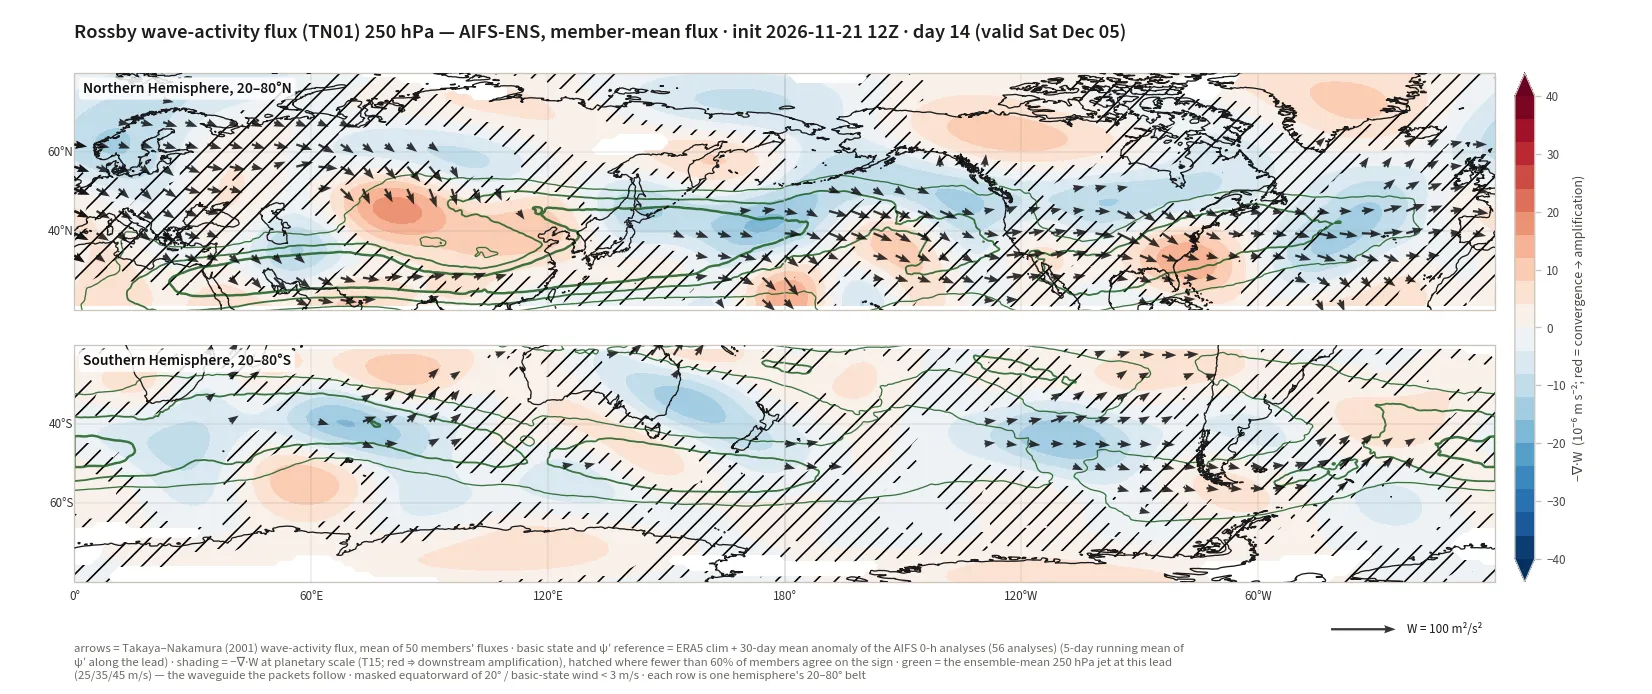 Rossby wave-activity flux (TN01) 250 hPa — AIFS-ENS, member-mean flux · init 2026-11-21 12Z · day 14 (valid Sat Dec 05)
Northern Hemisphere, 20–80°N
60°N
40°N
Southern Hemisphere, 20–80°S
40°S
60°S
0°
60°E
120°E
180°
120°W
60°W
40
30
20
10
0
−10
−20
−30
−40
−∇·W (10⁻⁶ m s⁻²; red = convergence → amplification)
W = 100 m²/s²
arrows = Takaya–Nakamura (2001) wave-activity flux, mean of 50 members' fluxes · basic state and ψ' reference = ERA5 clim + 30-day mean anomaly of the AIFS 0-h analyses (56 analyses) (5-day running mean of
ψ' along the lead) · shading = −∇·W at planetary scale (T15; red ⇒ downstream amplification), hatched where fewer than 60% of members agree on the sign · green = the ensemble-mean 250 hPa jet at this lead
(25/35/45 m/s) — the waveguide the packets follow · masked equatorward of 20° / basic-state wind < 3 m/s · each row is one hemisphere's 20–80° belt